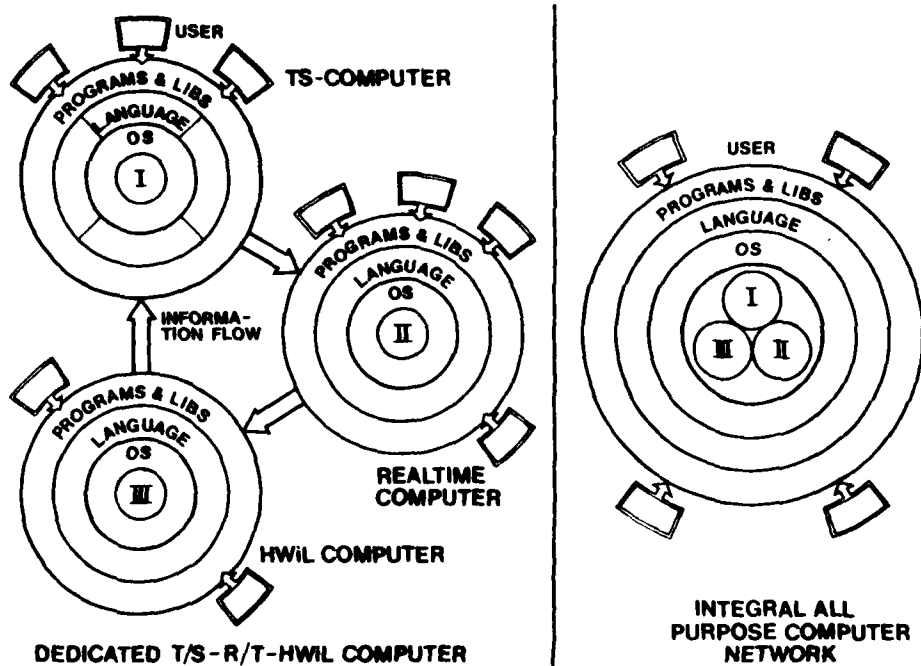 USER
TS-COMPUTER
PROGRAMS & LIBS
LANGUAGE
OS
I
PROGRAMS & LIBS
LANGUAGE
OS
II
REALTIME
COMPUTER
INFORMA-
TION FLOW
PROGRAMS & LIBS
LANGUAGE
OS
III
HWiL COMPUTER
DEDICATED T/S-R/T-HWiL COMPUTER
USER
PROGRAMS & LIBS
LANGUAGE
OS
I
III
II
INTEGRAL ALL
PURPOSE COMPUTER
NETWORK